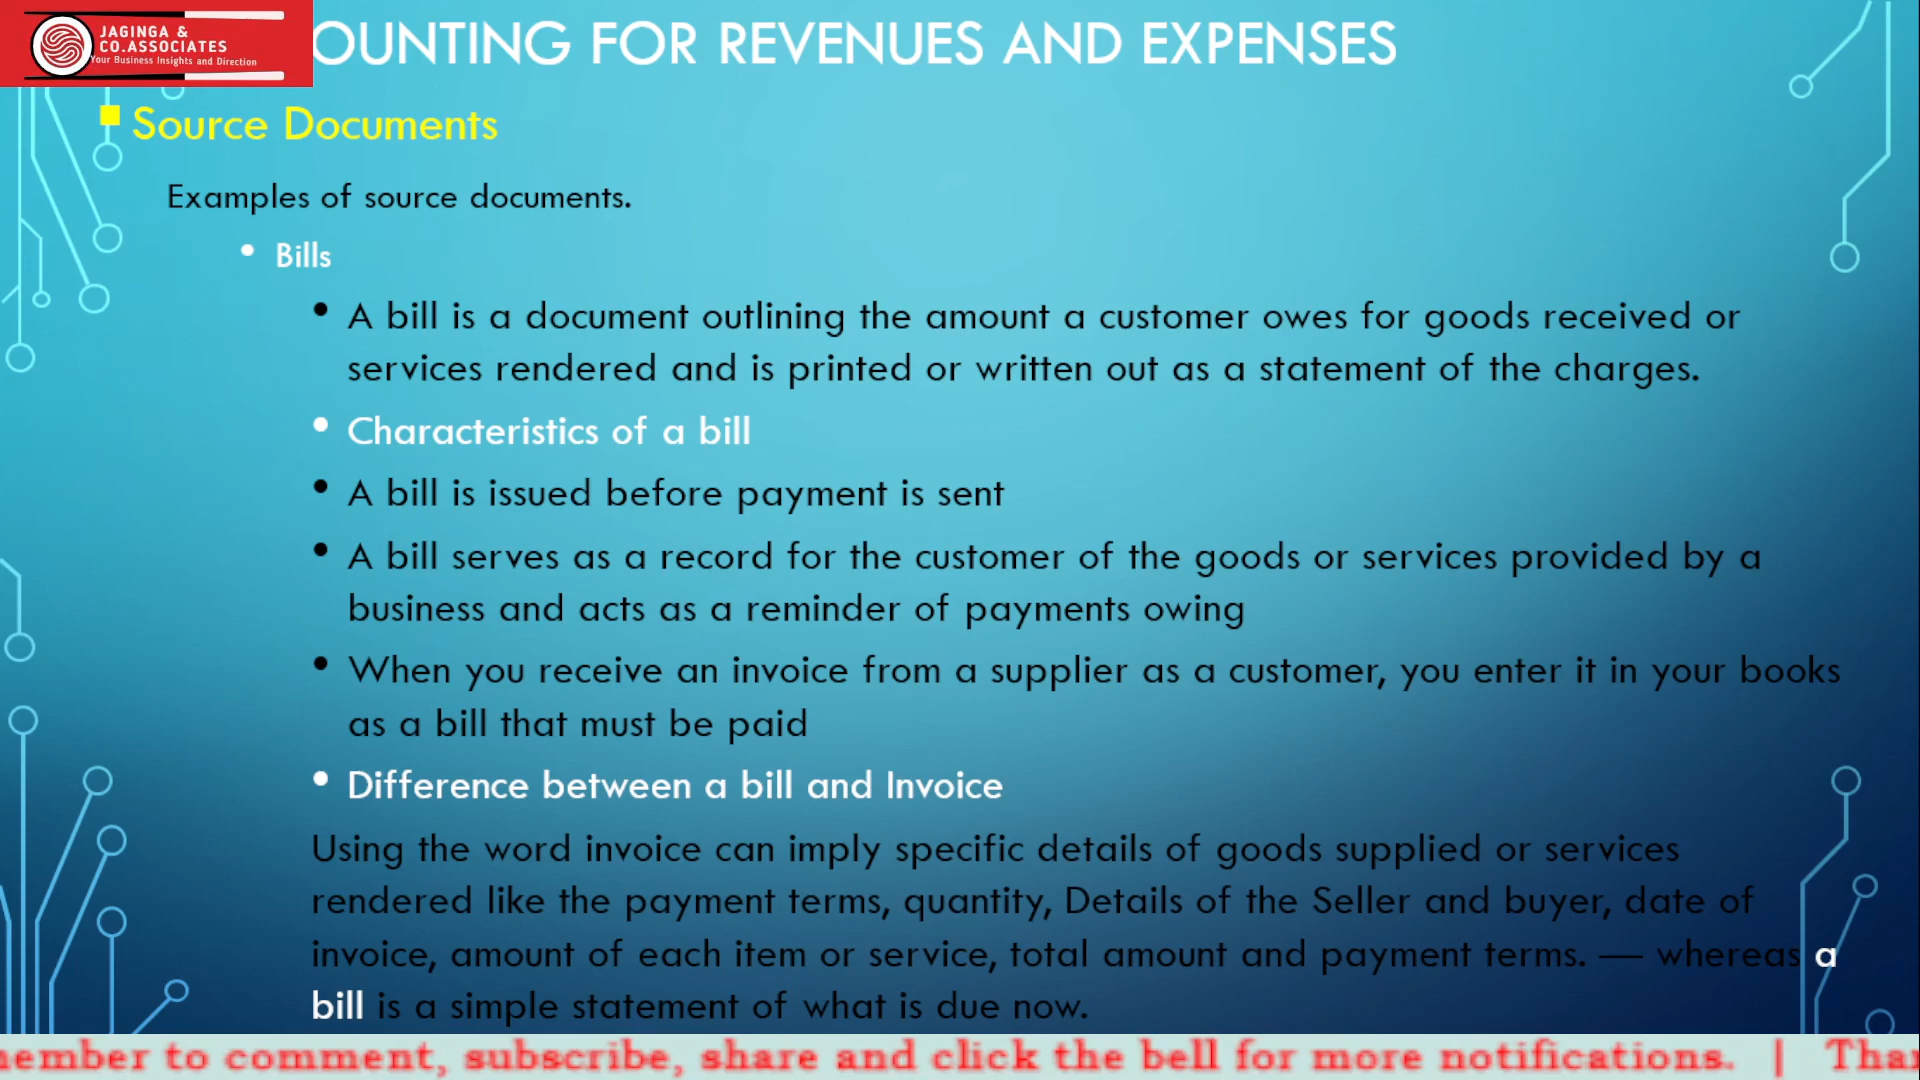 JAGINGA &
CO.ASSOCIATES
Your Business Insights and Direction
OUNTING FOR REVENUES AND EXPENSES
Source Documents
Examples of source documents.
• Bills
• A bill is a document outlining the amount a customer owes for goods received or
services rendered and is printed or written out as a statement of the charges.
• Characteristics of a bill
• A bill is issued before payment is sent
• A bill serves as a record for the customer of the goods or services provided by a
business and acts as a reminder of payments owing
• When you receive an invoice from a supplier as a customer, you enter it in your books
as a bill that must be paid
• Difference between a bill and Invoice
Using the word invoice can imply specific details of goods supplied or services
rendered like the payment terms, quantity, Details of the Seller and buyer, date of
invoice, amount of each item or service, total amount and payment terms. — whereas a
bill is a simple statement of what is due now.
member to comment, subscribe, share and click the bell for more notifications. | Tha